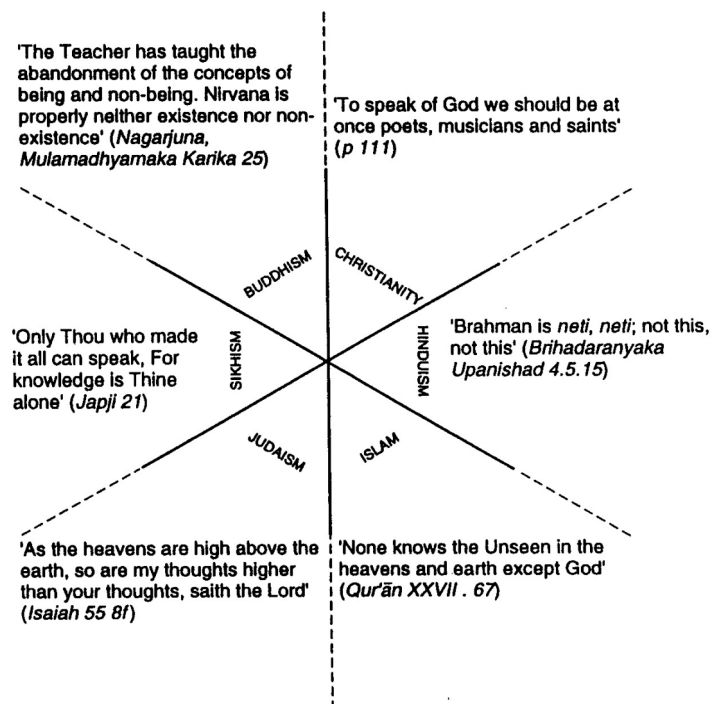 'The Teacher has taught the
abandonment of the concepts of
being and non-being. Nirvana is
properly neither existence nor non-
existence' (Nagarjuna,
Mulamadhyamaka Karika 25)
'To speak of God we should be at
once poets, musicians and saints'
(p 111)
BUDDHISM
CHRISTIANITY
'Only Thou who made
it all can speak, For
knowledge is Thine
alone' (Japji 21)
SIKHISM
HINDUISM
'Brahman is neti, neti; not this,
not this' (Brihadaranyaka
Upanishad 4.5.15)
JUDAISM
ISLAM
'As the heavens are high above the
earth, so are my thoughts higher
than your thoughts, saith the Lord'
(Isaiah 55 8f)
'None knows the Unseen in the
heavens and earth except God'
(Qur'ān XXVII . 67)